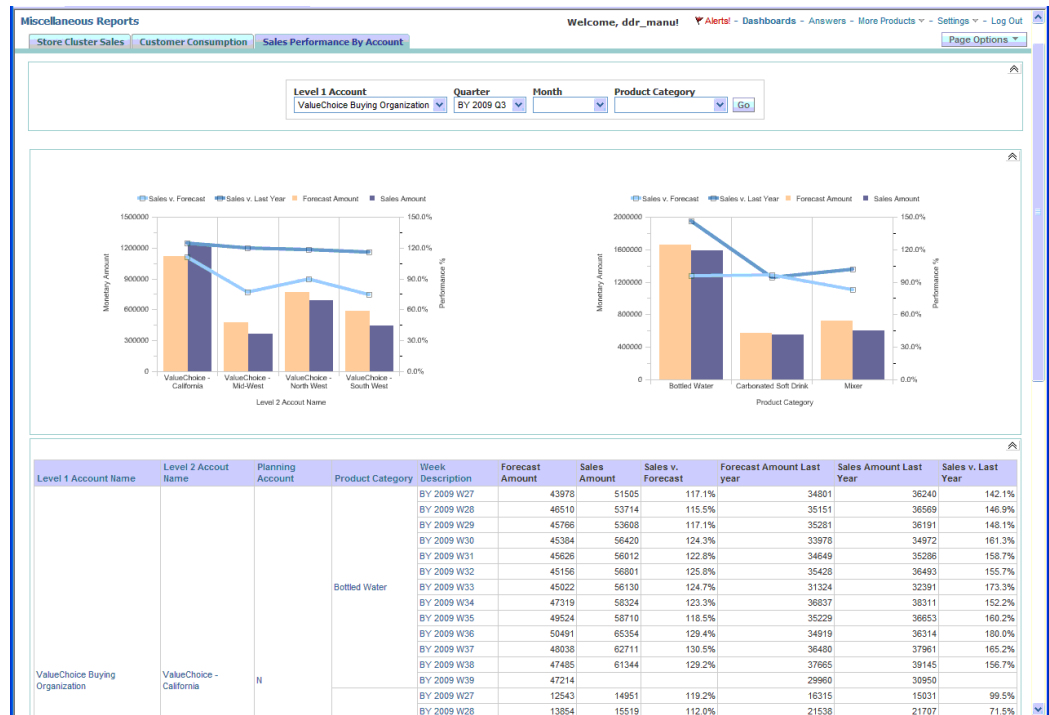 Miscellaneous Reports
Welcome, ddr_manu! Alerts! - Dashboards - Answers - More Products - Settings - Log Out
Store Cluster Sales Customer Consumption Sales Performance By Account
Page Options
Level 1 Account Quarter Month Product Category
ValueChoice Buying Organization BY 2009 Q3 Go
Sales v. Forecast Sales v. Last Year Forecast Amount Sales Amount
1500000 150.0%
1200000 120.0%
900000 90.0%
600000 60.0%
300000 30.0%
0 0.0%
Monetary Amount
Performance %
ValueChoice - California ValueChoice - Mid-West ValueChoice - North West ValueChoice - South West
Level 2 Accout Name
Sales v. Forecast Sales v. Last Year Forecast Amount Sales Amount
2000000 150.0%
1600000 120.0%
1200000 90.0%
800000 60.0%
400000 30.0%
0 0.0%
Monetary Amount
Performance %
Bottled Water Carbonated Soft Drink Mixer
Product Category
Level 1 Account Name Level 2 Accout Name Planning Account Product Category Week Description Forecast Amount Sales Amount Sales v. Forecast Forecast Amount Last year Sales Amount Last Year Sales v. Last Year
BY 2009 W27 43978 51505 117.1% 34801 36240 142.1%
BY 2009 W28 46510 53714 115.5% 35151 36569 146.9%
BY 2009 W29 45766 53608 117.1% 35281 36191 148.1%
BY 2009 W30 45384 56420 124.3% 33978 34972 161.3%
BY 2009 W31 45626 56012 122.8% 34649 35286 158.7%
BY 2009 W32 45156 56801 125.8% 35428 36493 155.7%
Bottled Water BY 2009 W33 45022 56130 124.7% 31324 32391 173.3%
BY 2009 W34 47319 58324 123.3% 36837 38311 152.2%
BY 2009 W35 49524 58710 118.5% 35229 36653 160.2%
BY 2009 W36 50491 65354 129.4% 34919 36314 180.0%
BY 2009 W37 48038 62711 130.5% 36480 37961 165.2%
BY 2009 W38 47485 61344 129.2% 37665 39145 156.7%
ValueChoice Buying Organization ValueChoice - California N BY 2009 W39 47214 29960 30950
BY 2009 W27 12543 14951 119.2% 16315 15031 99.5%
BY 2009 W28 13854 15519 112.0% 21538 21707 71.5%